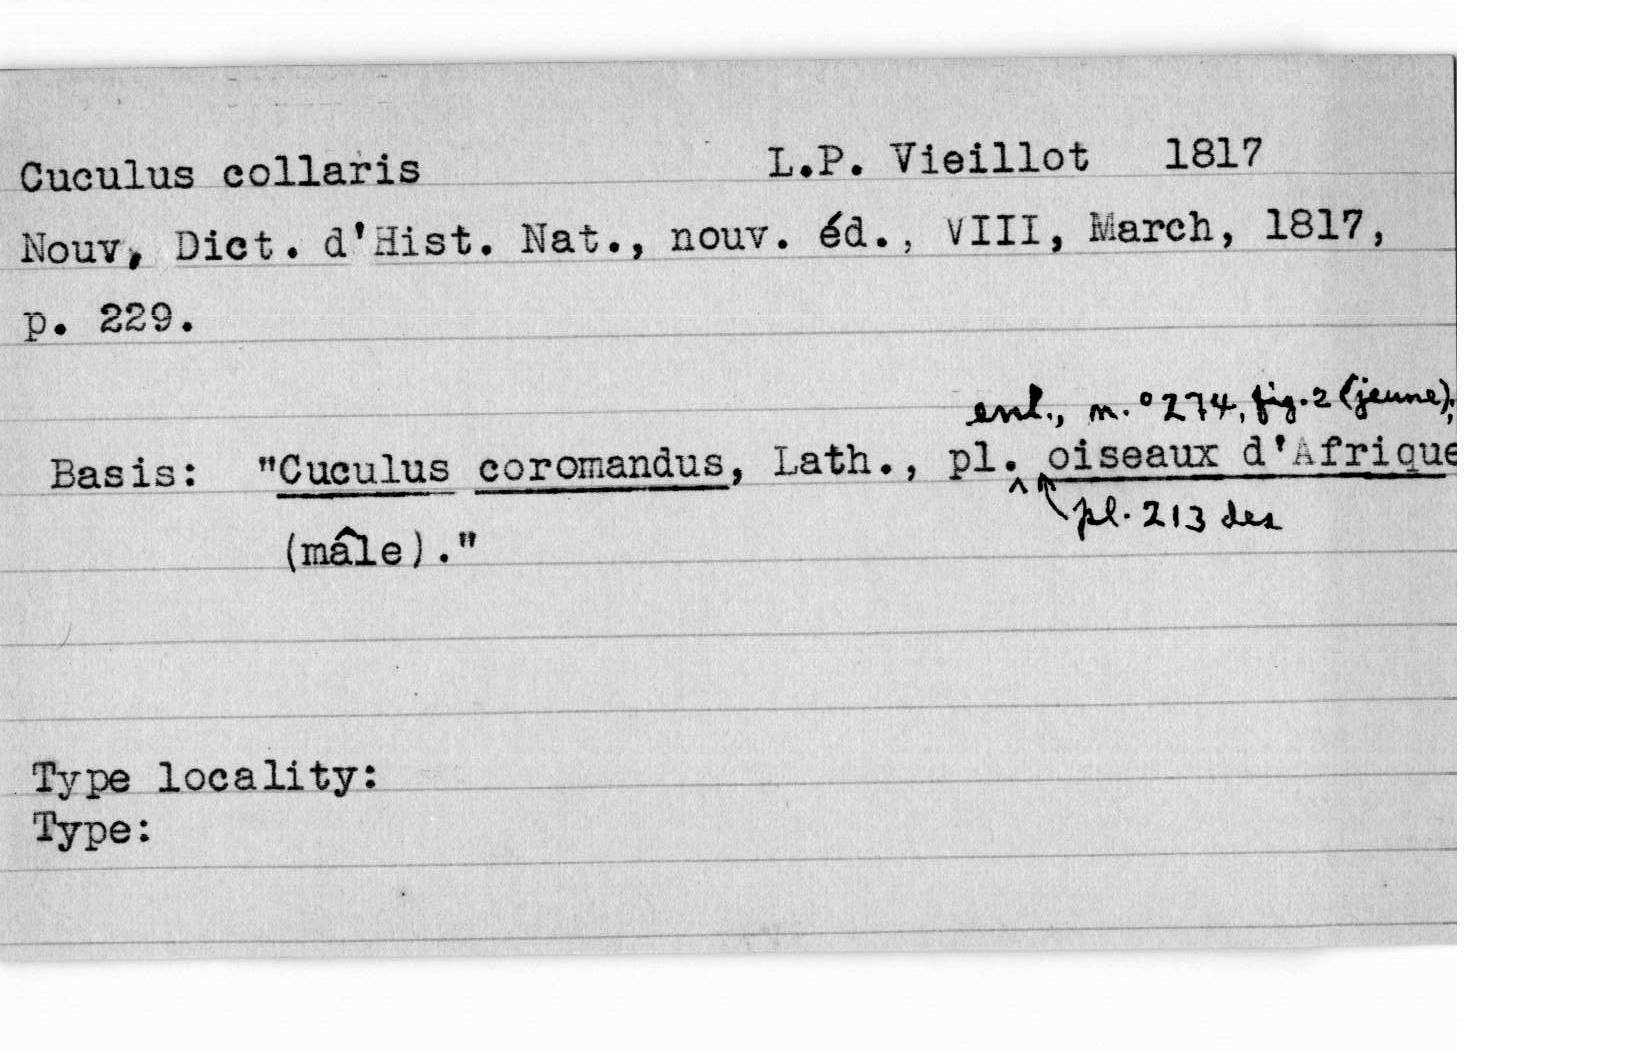 Cuculus collaris L.P. Vieillot 1817
Nouv. Dict. d'Hist. Nat., nouv. éd., VIII, March, 1817,
p. 229.
enl., n.° 274, fig. 2 (jeune);
Basis: "Cuculus coromandus, Lath., pl. oiseaux d'Afrique
pl. 213 des
(mâle)."
Type locality:
Type: